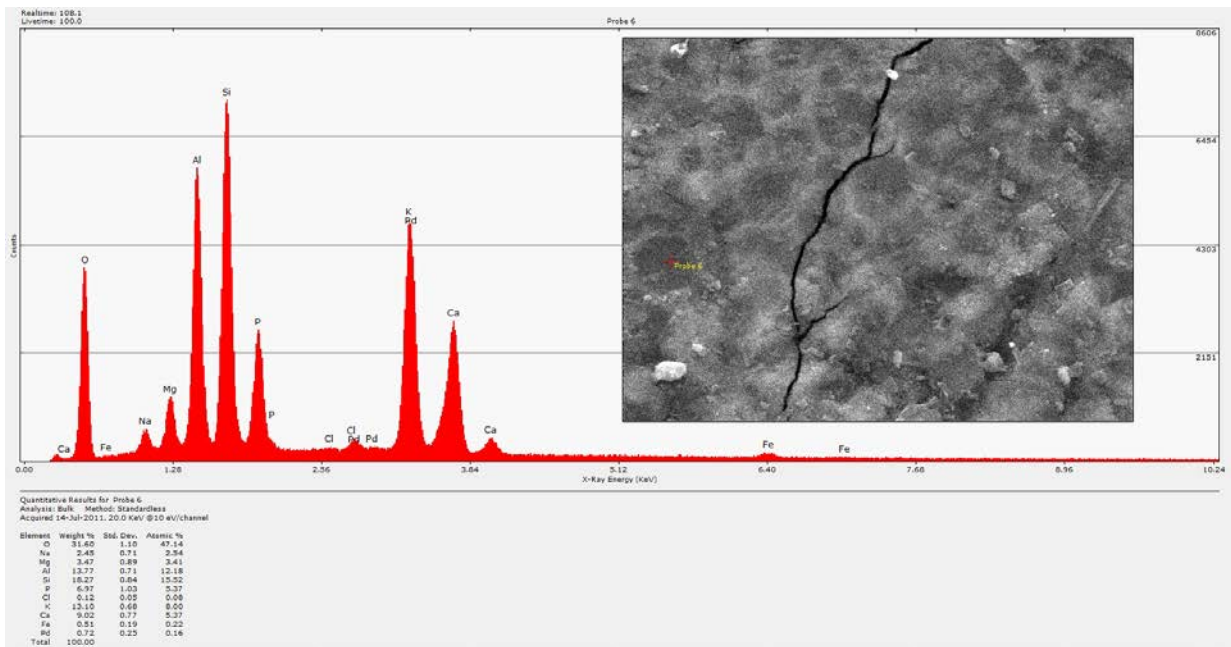 Realtime: 108.1
Livetime: 100.0
Probe 6
8606
6454
4303
2151
Counts
Si
Al
O
K
Pd
P
Ca
Mg
Na
P
Ca
Fe
Cl
Cl
Pd
Pd
Ca
Fe
Fe
Probe 6
0.00 1.28 2.56 3.84 5.12 6.40 7.68 8.96 10.24
X-Ray Energy (KeV)
Quantitative Results for Probe 6
Analysis: Bulk Method: Standardless
Acquired 14-Jul-2011, 20.0 KeV @10 eV/channel
Element Weight % Std. Dev. Atomic %
O 31.60 1.10 47.14
Na 2.45 0.71 2.54
Mg 3.47 0.89 3.41
Al 13.77 0.71 12.18
Si 18.27 0.84 15.52
P 6.97 1.03 5.37
Cl 0.12 0.05 0.08
K 13.10 0.68 8.00
Ca 9.02 0.77 5.37
Fe 0.51 0.19 0.22
Pd 0.72 0.25 0.16
Total 100.00